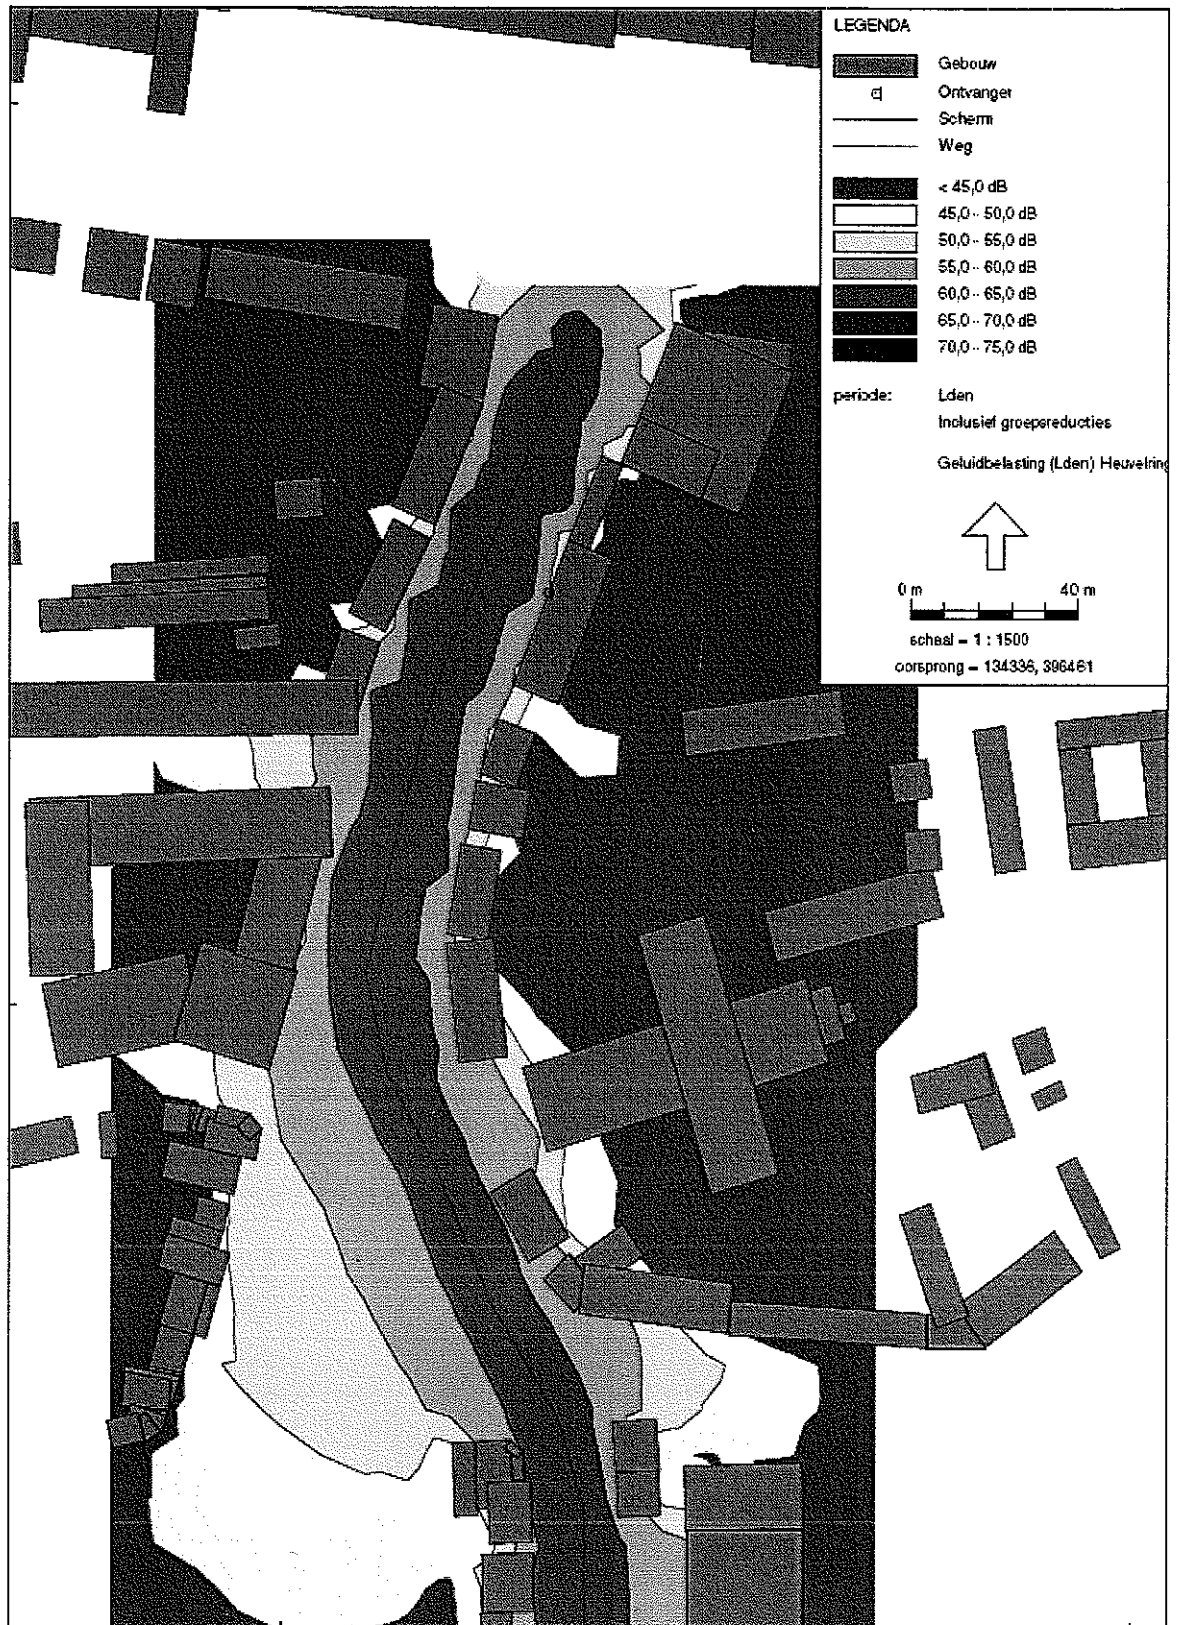 LEGENDA
Gebouw
Ontvanger
Scherm
Weg
< 45,0 dB
45,0 - 50,0 dB
50,0 - 55,0 dB
55,0 - 60,0 dB
60,0 - 65,0 dB
65,0 - 70,0 dB
70,0 - 75,0 dB
periode: Lden
Inclusief groepsreducties
Geluidbelasting (Lden) Heuvelring
0 m 40 m
schaal = 1 : 1500
oorsprong = 134336, 396461